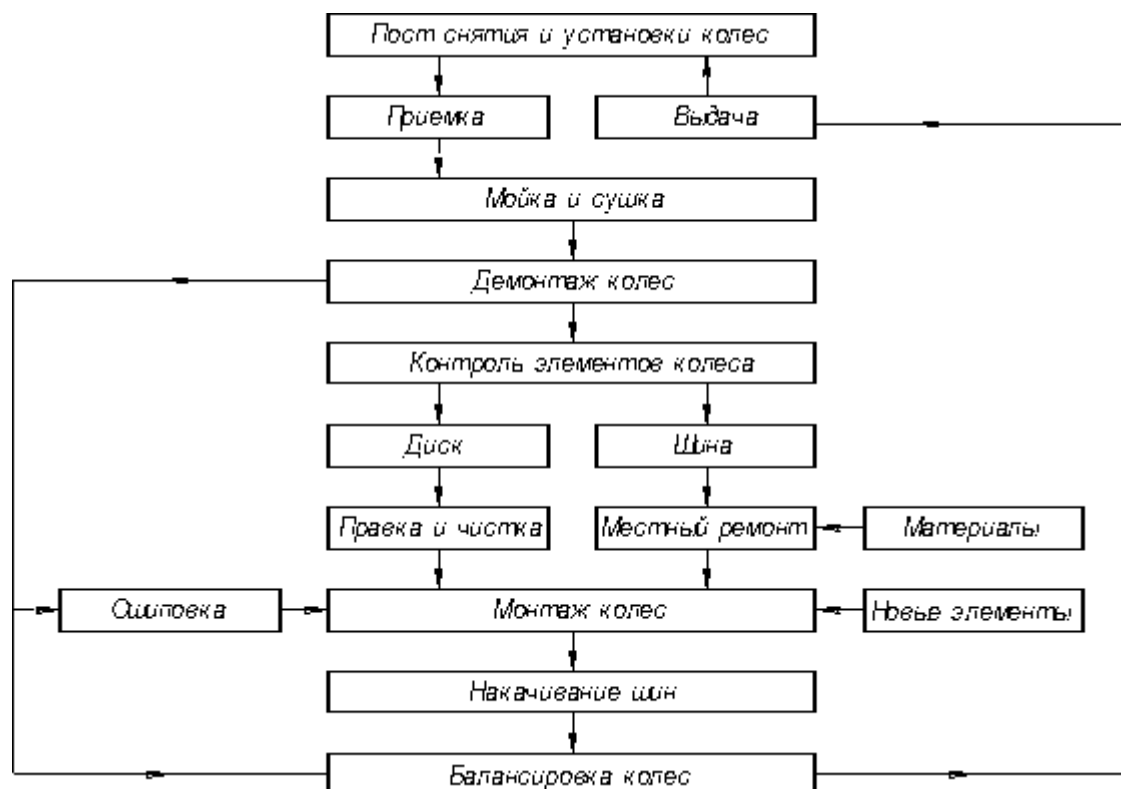 Пост снятия и установки колес
Приемка
Выдача
Мойка и сушка
Демонтаж колес
Контроль элементов колеса
Диск
Шина
Правка и чистка
Местный ремонт
Материалы
Ошиповка
Монтаж колес
Новые элементы
Накачивание шин
Балансировка колес